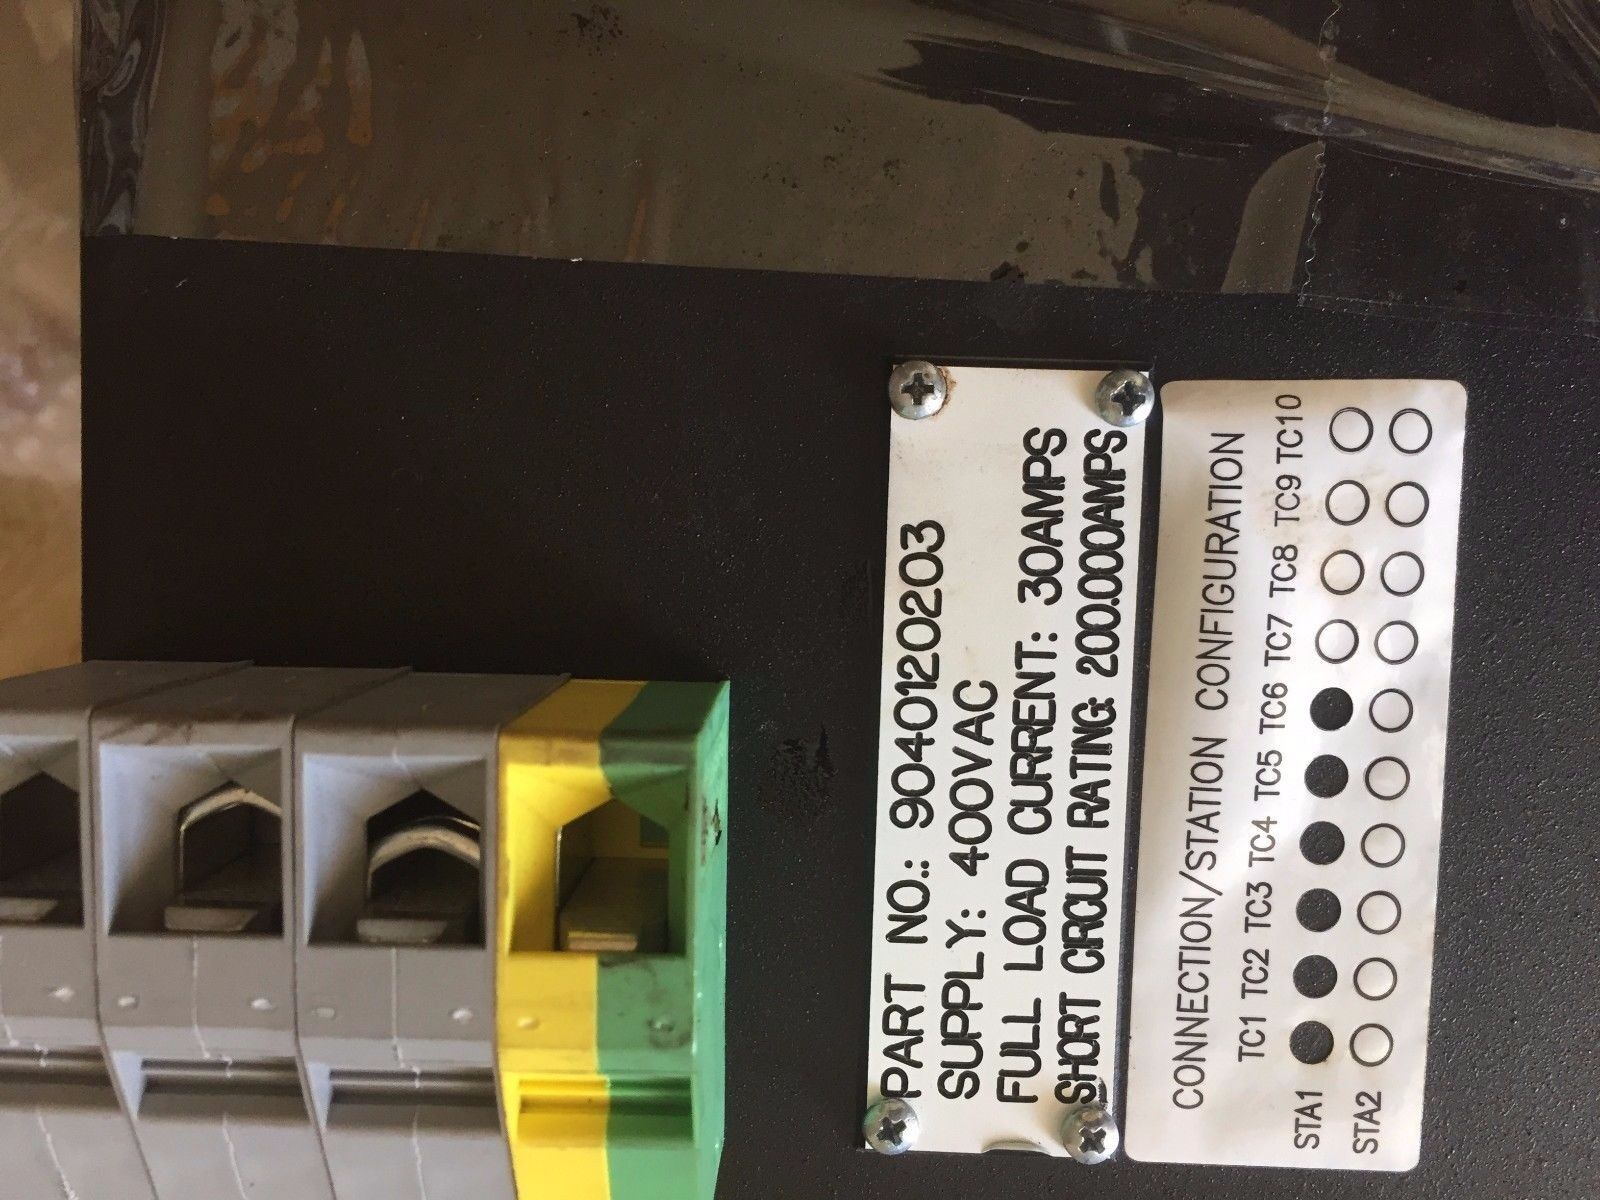 PART NO.: 9040120203
SUPPLY: 400VAC
FULL LOAD CURRENT: 30AMPS
SHORT CIRCUIT RATING: 200.000AMPS
CONNECTION/STATION CONFIGURATION
TC1 TC2 TC3 TC4 TC5 TC6 TC7 TC8 TC9 TC10
STA1
STA2